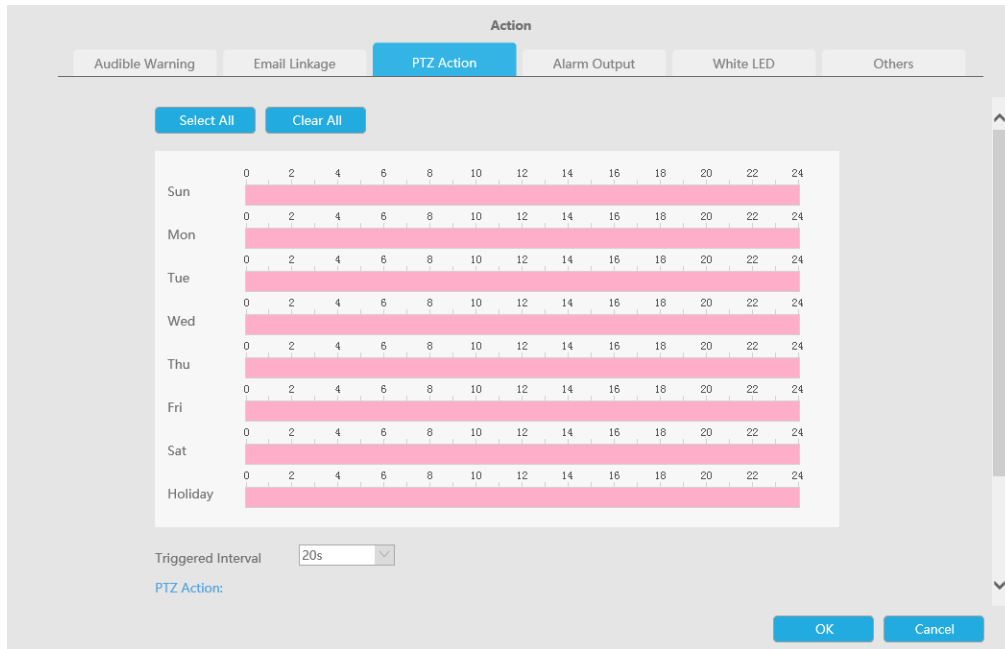 Action
Audible Warning Email Linkage PTZ Action Alarm Output White LED Others
Select All Clear All
0 2 4 6 8 10 12 14 16 18 20 22 24
Sun
0 2 4 6 8 10 12 14 16 18 20 22 24
Mon
0 2 4 6 8 10 12 14 16 18 20 22 24
Tue
0 2 4 6 8 10 12 14 16 18 20 22 24
Wed
0 2 4 6 8 10 12 14 16 18 20 22 24
Thu
0 2 4 6 8 10 12 14 16 18 20 22 24
Fri
0 2 4 6 8 10 12 14 16 18 20 22 24
Sat
0 2 4 6 8 10 12 14 16 18 20 22 24
Holiday
Triggered Interval 20s
PTZ Action:
OK Cancel